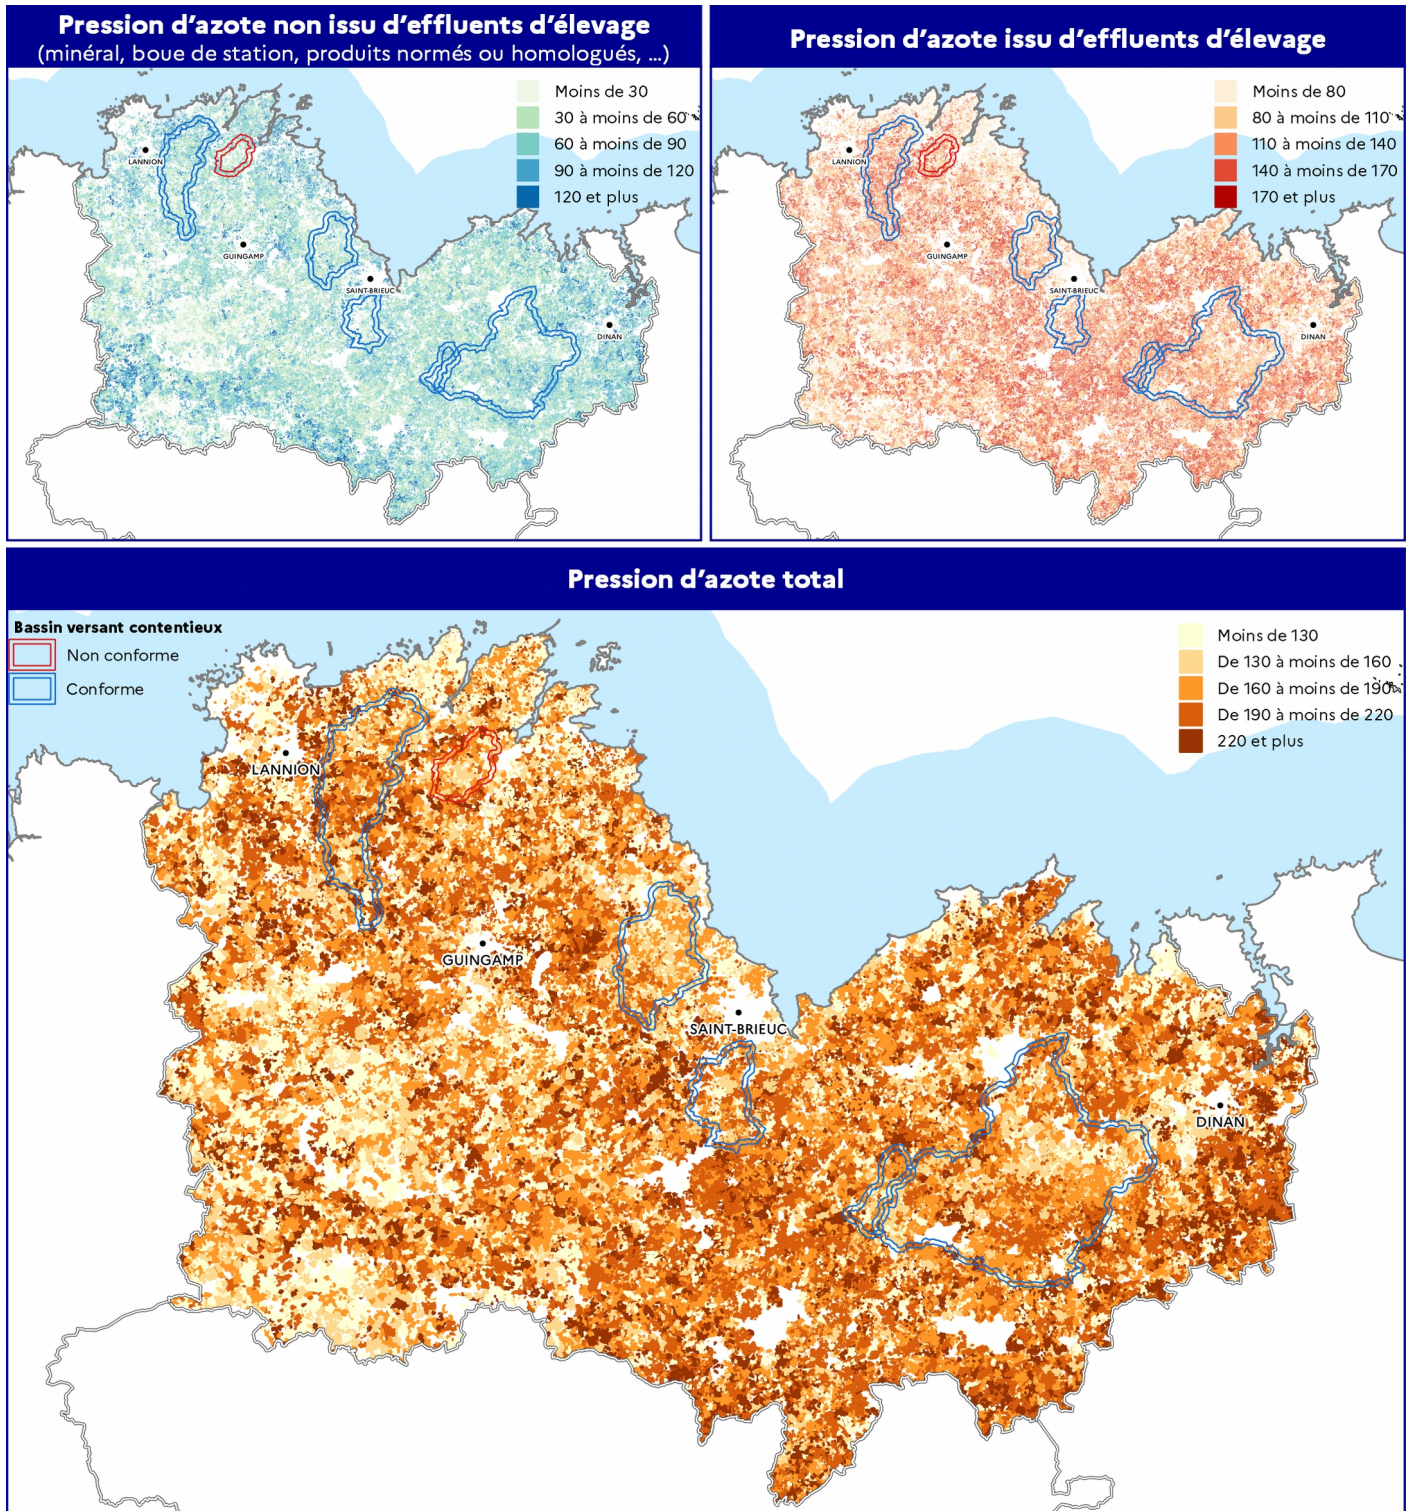 Pression d’azote non issu d’effluents d’élevage
(minéral, boue de station, produits normés ou homologués, ...)
Moins de 30
30 à moins de 60
60 à moins de 90
90 à moins de 120
120 et plus
LANNION
GUINGAMP
SAINT-BRIEUC
DINAN
Pression d’azote issu d’effluents d’élevage
Moins de 80
80 à moins de 110
110 à moins de 140
140 à moins de 170
170 et plus
LANNION
GUINGAMP
SAINT-BRIEUC
DINAN
Pression d’azote total
Bassin versant contentieux
Non conforme
Conforme
Moins de 130
De 130 à moins de 160
De 160 à moins de 190
De 190 à moins de 220
220 et plus
LANNION
GUINGAMP
SAINT-BRIEUC
DINAN